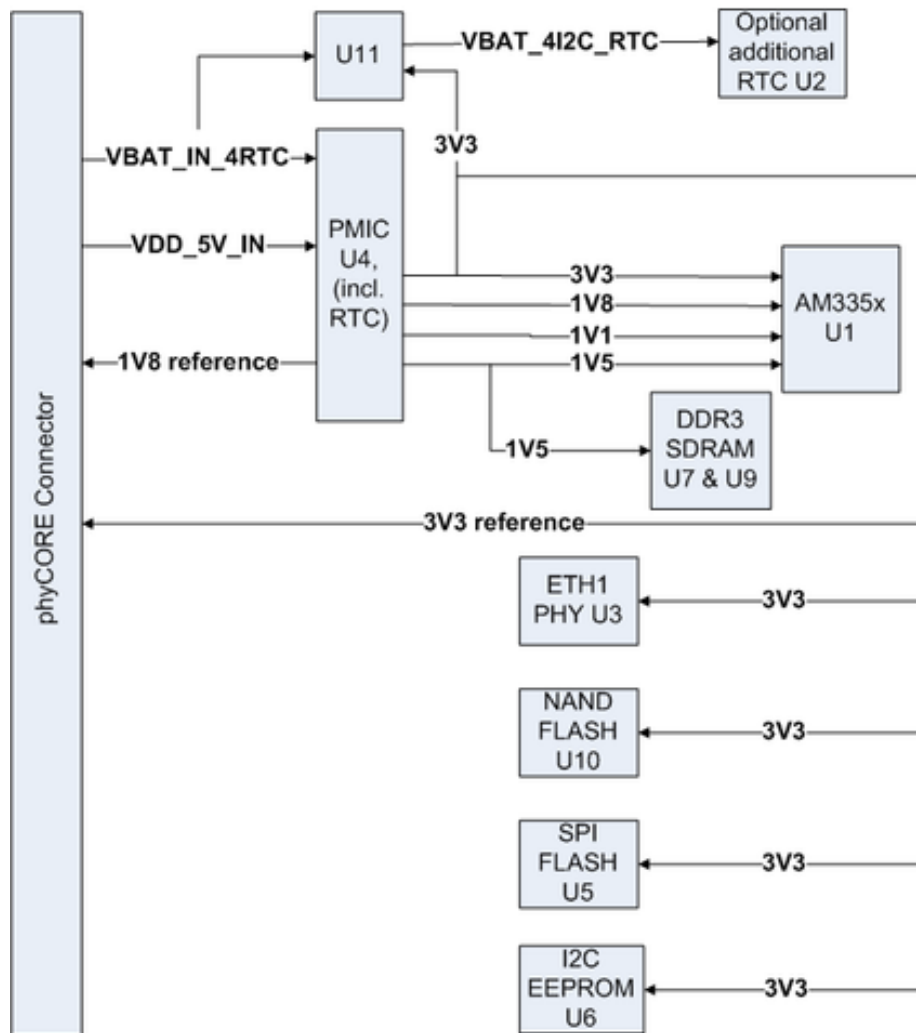 U11
VBAT_4I2C_RTC
Optional
additional
RTC U2
3V3
VBAT_IN_4RTC
VDD_5V_IN
PMIC
U4,
(incl.
RTC)
3V3
1V8
1V1
1V5
AM335x
U1
1V8 reference
1V5
DDR3
SDRAM
U7 & U9
phyCORE Connector
3V3 reference
ETH1
PHY U3
3V3
NAND
FLASH
U10
3V3
SPI
FLASH
U5
3V3
I2C
EEPROM
U6
3V3